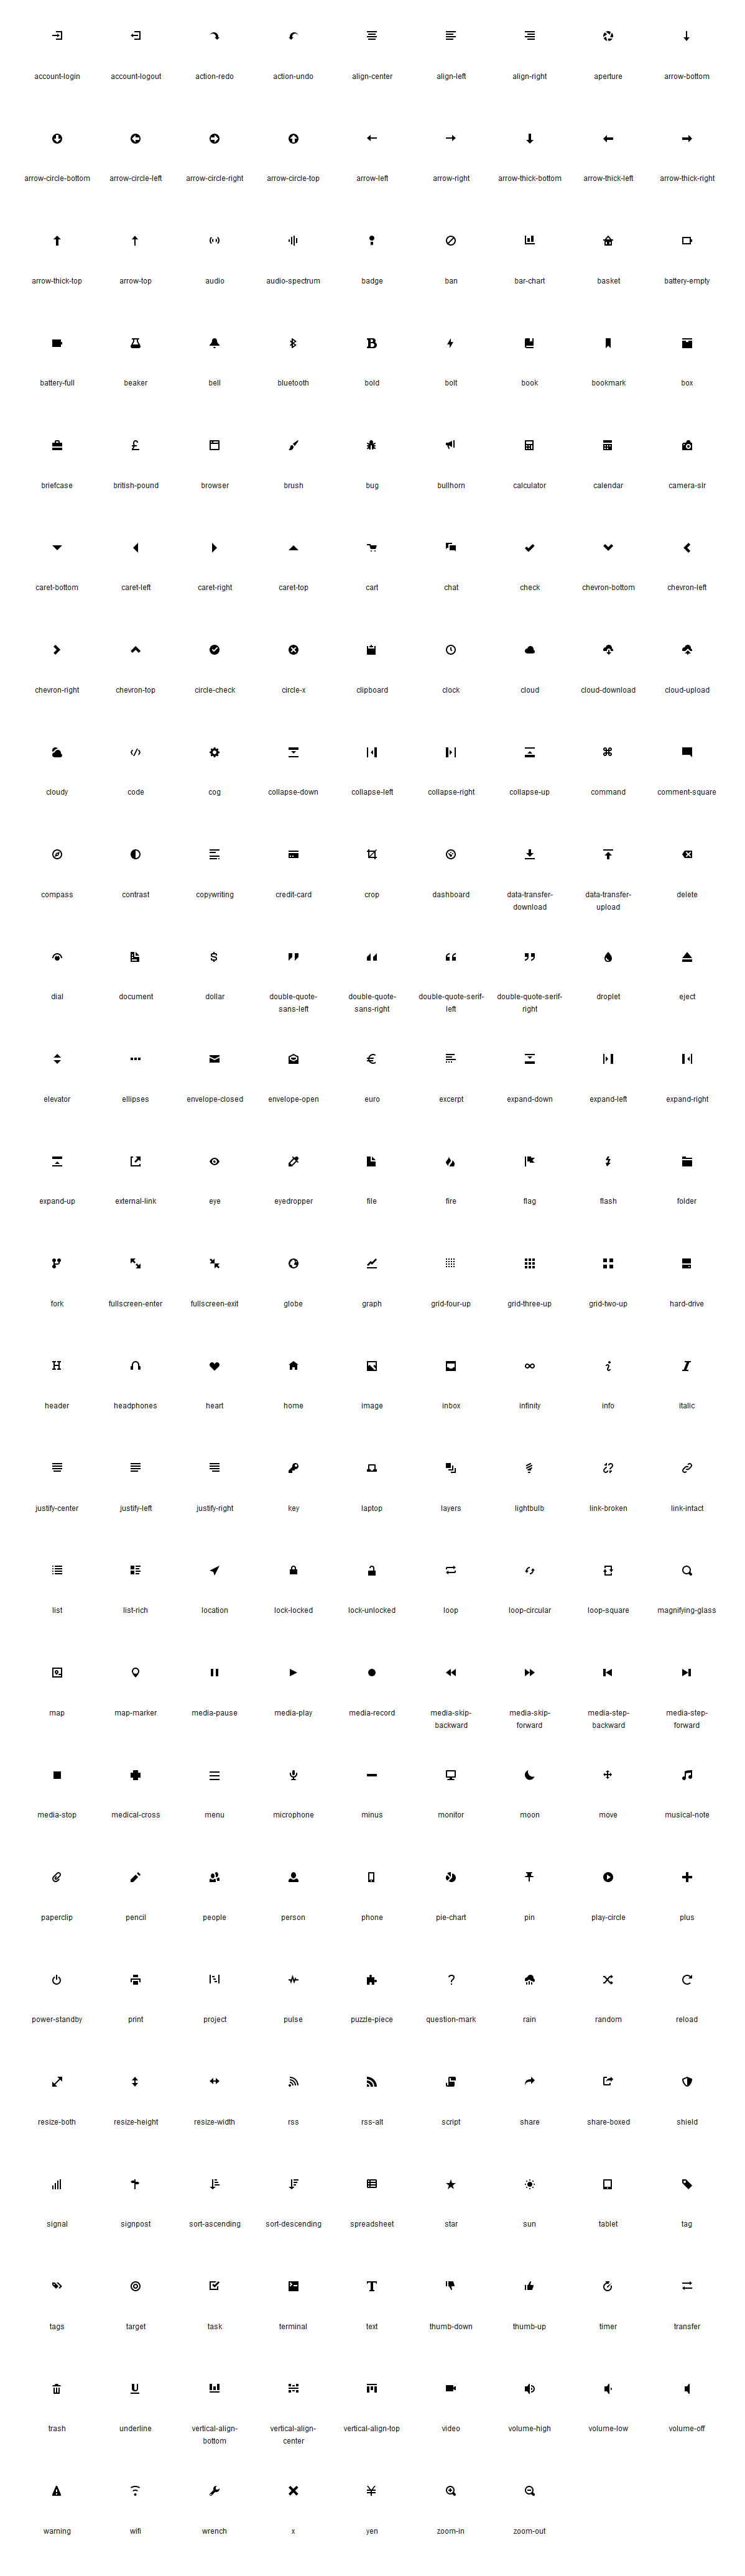 account-login account-logout action-redo action-undo align-center align-left align-right aperture arrow-bottom
arrow-circle-bottom arrow-circle-left arrow-circle-right arrow-circle-top arrow-left arrow-right arrow-thick-bottom arrow-thick-left arrow-thick-right
arrow-thick-top arrow-top audio audio-spectrum badge ban bar-chart basket battery-empty
battery-full beaker bell bluetooth bold bolt book bookmark box
briefcase british-pound browser brush bug bullhorn calculator calendar camera-slr
caret-bottom caret-left caret-right caret-top cart chat check chevron-bottom chevron-left
chevron-right chevron-top circle-check circle-x clipboard clock cloud cloud-download cloud-upload
cloudy code cog collapse-down collapse-left collapse-right collapse-up command comment-square
compass contrast copywriting credit-card crop dashboard data-transfer- data-transfer- delete
download upload
dial document dollar double-quote- double-quote- double-quote-serif- double-quote-serif- droplet eject
sans-left sans-right left right
elevator ellipses envelope-closed envelope-open euro excerpt expand-down expand-left expand-right
expand-up external-link eye eyedropper file fire flag flash folder
fork fullscreen-enter fullscreen-exit globe graph grid-four-up grid-three-up grid-two-up hard-drive
header headphones heart home image inbox infinity info italic
justify-center justify-left justify-right key laptop layers lightbulb link-broken link-intact
list list-rich location lock-locked lock-unlocked loop loop-circular loop-square magnifying-glass
map map-marker media-pause media-play media-record media-skip- media-skip- media-step- media-step-
backward forward backward forward
media-stop medical-cross menu microphone minus monitor moon move musical-note
paperclip pencil people person phone pie-chart pin play-circle plus
power-standby print project pulse puzzle-piece question-mark rain random reload
resize-both resize-height resize-width rss rss-alt script share share-boxed shield
signal signpost sort-ascending sort-descending spreadsheet star sun tablet tag
tags target task terminal text thumb-down thumb-up timer transfer
trash underline vertical-align- vertical-align- vertical-align-top video volume-high volume-low volume-off
bottom center
warning wifi wrench x yen zoom-in zoom-out